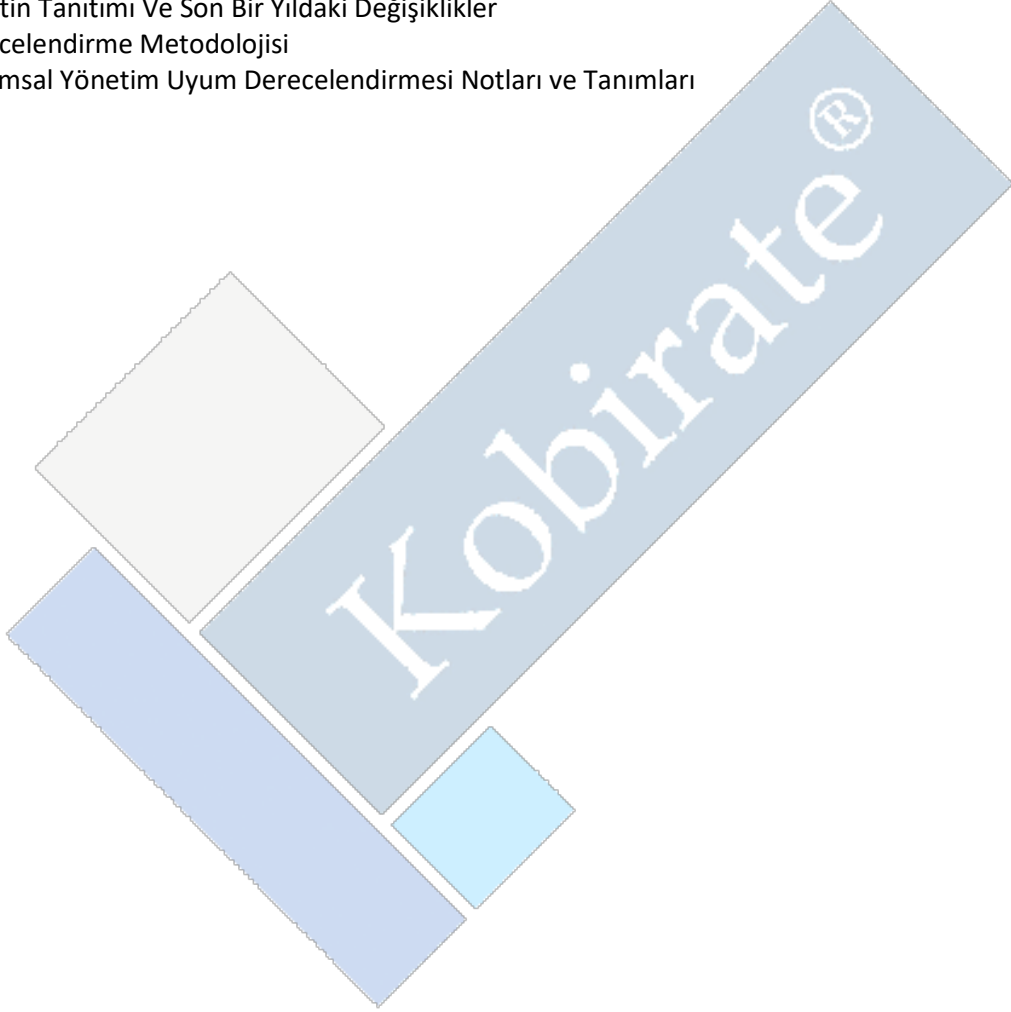 tin Tanıtımı Ve Son Bir Yıldaki Değişiklikler
celendirme Metodolojisi
msal Yönetim Uyum Derecelendirmesi Notları ve Tanımları
Kobirate®